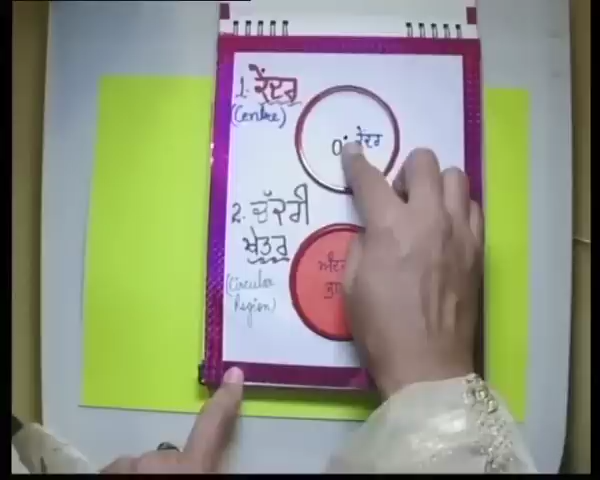 1. ਕੇਂਦਰ
(Centre)
0 ਕੇਂਦਰ
2. ਚੱਕਰੀ
ਖੇਤਰ
(Circular
Region)